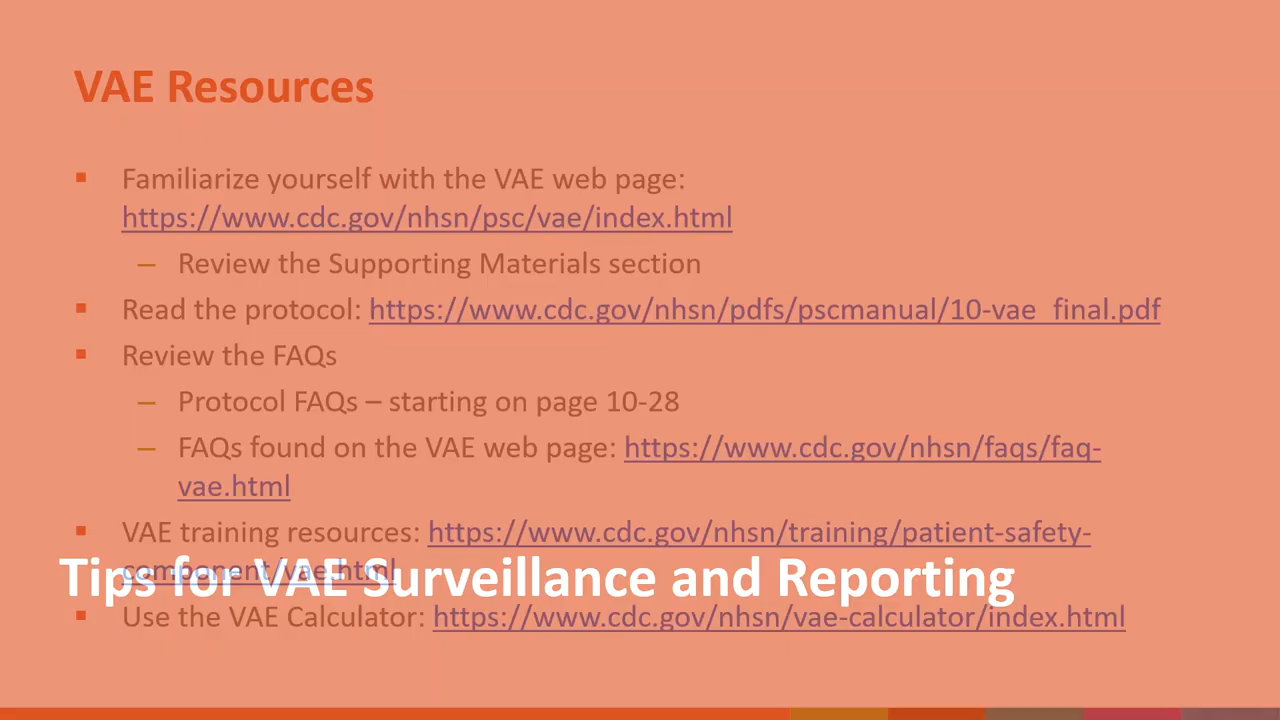 VAE Resources
▪ Familiarize yourself with the VAE web page:
https://www.cdc.gov/nhsn/psc/vae/index.html
– Review the Supporting Materials section
▪ Read the protocol: https://www.cdc.gov/nhsn/pdfs/pscmanual/10-vae_final.pdf
▪ Review the FAQs
– Protocol FAQs – starting on page 10-28
– FAQs found on the VAE web page: https://www.cdc.gov/nhsn/faqs/faq-
vae.html
▪ VAE training resources: https://www.cdc.gov/nhsn/training/patient-safety-
component/vae.html
Tips for VAE Surveillance and Reporting
▪ Use the VAE Calculator: https://www.cdc.gov/nhsn/vae-calculator/index.html